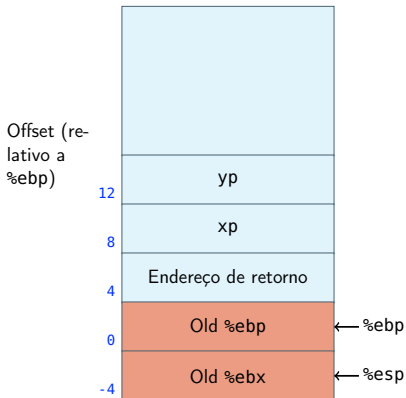 Offset (re-
lativo a
%ebp)
yp
12
xp
8
Endereço de retorno
4
Old %ebp
%ebp
0
Old %ebx
%esp
-4